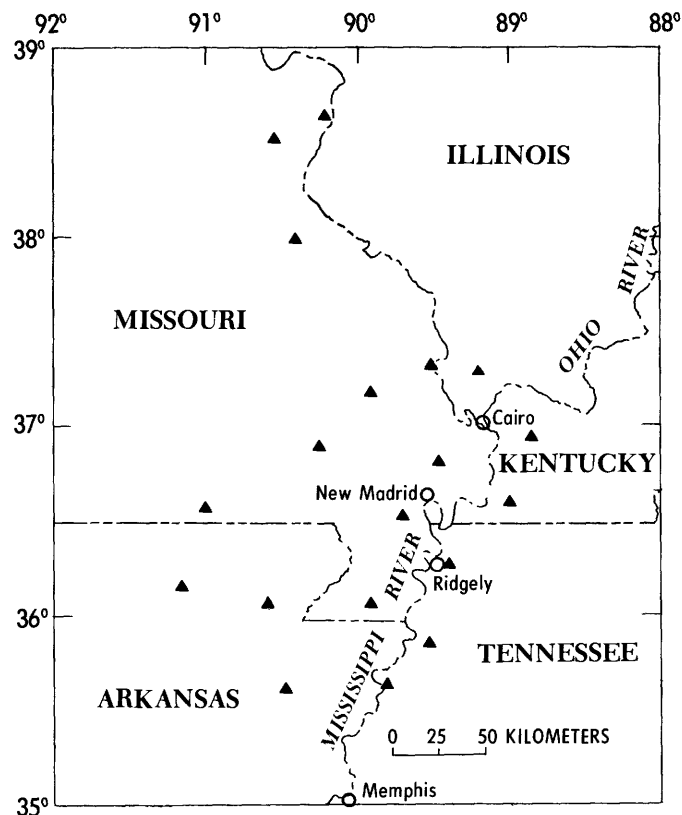 92° 91° 90° 89° 88°
39°
ILLINOIS
RIVER
38°
MISSOURI
OHIO
37°
Cairo
KENTUCKY
New Madrid
RIVER
Ridgely
36°
MISSISSIPPI
TENNESSEE
ARKANSAS
0 25 50 KILOMETERS
Memphis
35°